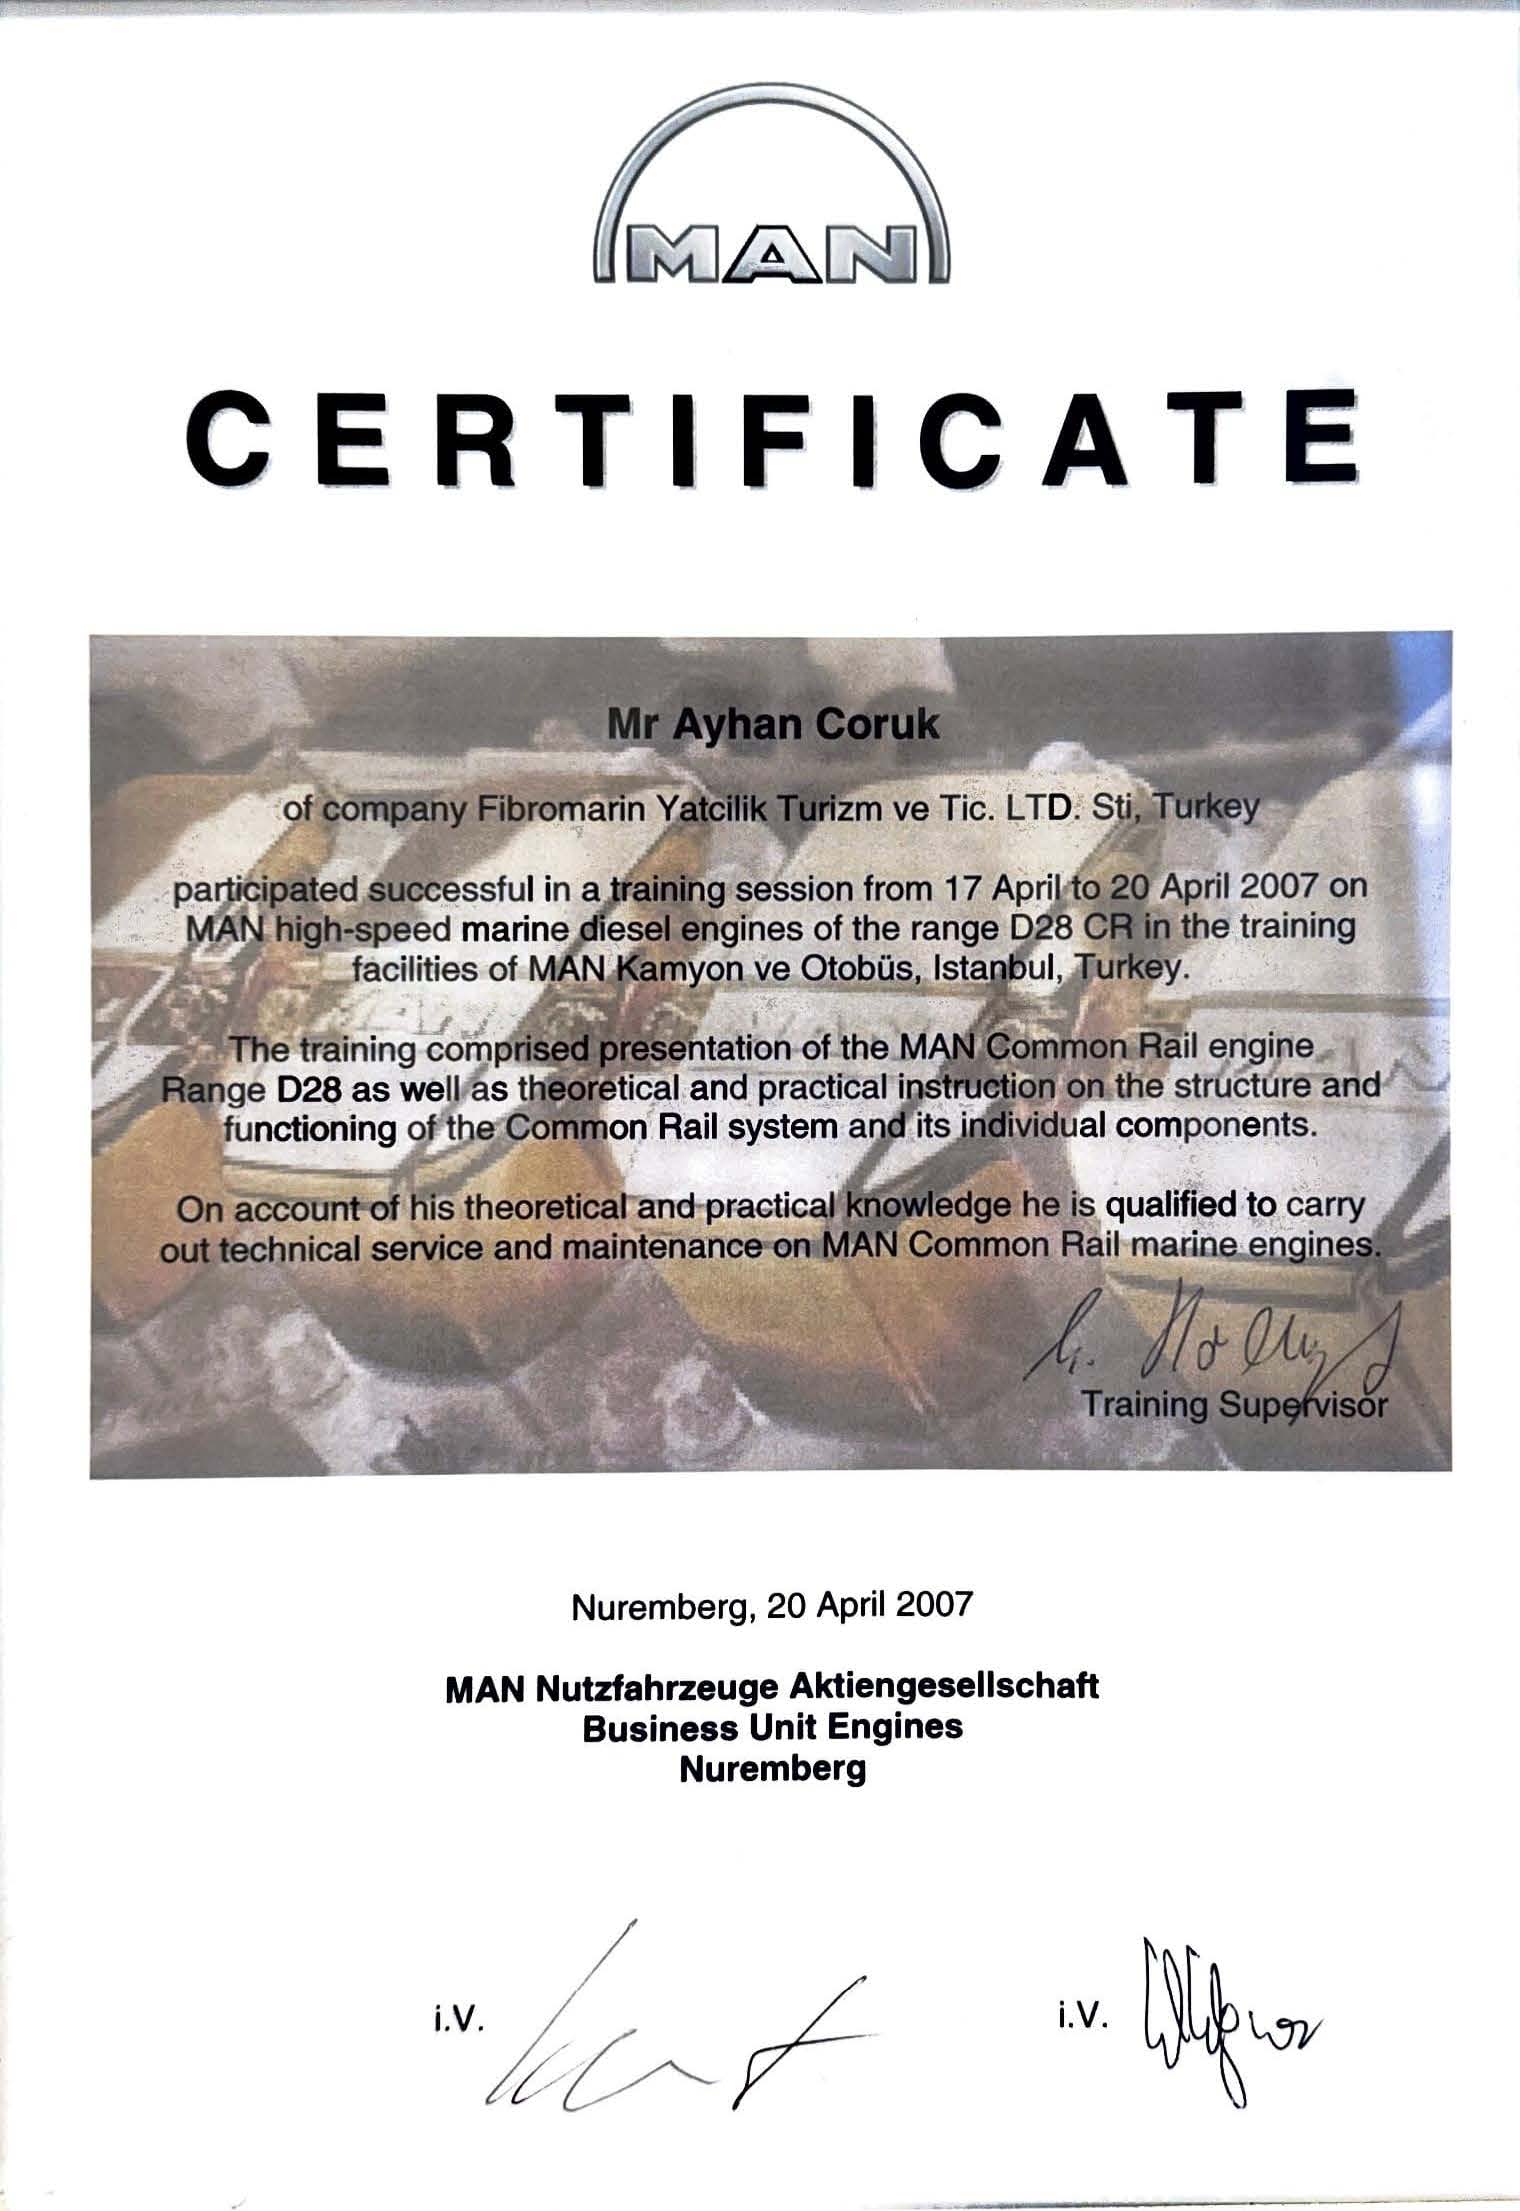 MAN
CERTIFICATE
Mr Ayhan Coruk
of company Fibromarin Yatcilik Turizm ve Tic. LTD. Sti, Turkey
participated successful in a training session from 17 April to 20 April 2007 on
MAN high-speed marine diesel engines of the range D28 CR in the training
facilities of MAN Kamyon ve Otobüs, Istanbul, Turkey.
The training comprised presentation of the MAN Common Rail engine
Range D28 as well as theoretical and practical instruction on the structure and
functioning of the Common Rail system and its individual components.
On account of his theoretical and practical knowledge he is qualified to carry
out technical service and maintenance on MAN Common Rail marine engines.
Training Supervisor
Nuremberg, 20 April 2007
MAN Nutzfahrzeuge Aktiengesellschaft
Business Unit Engines
Nuremberg
i.V.
i.V.